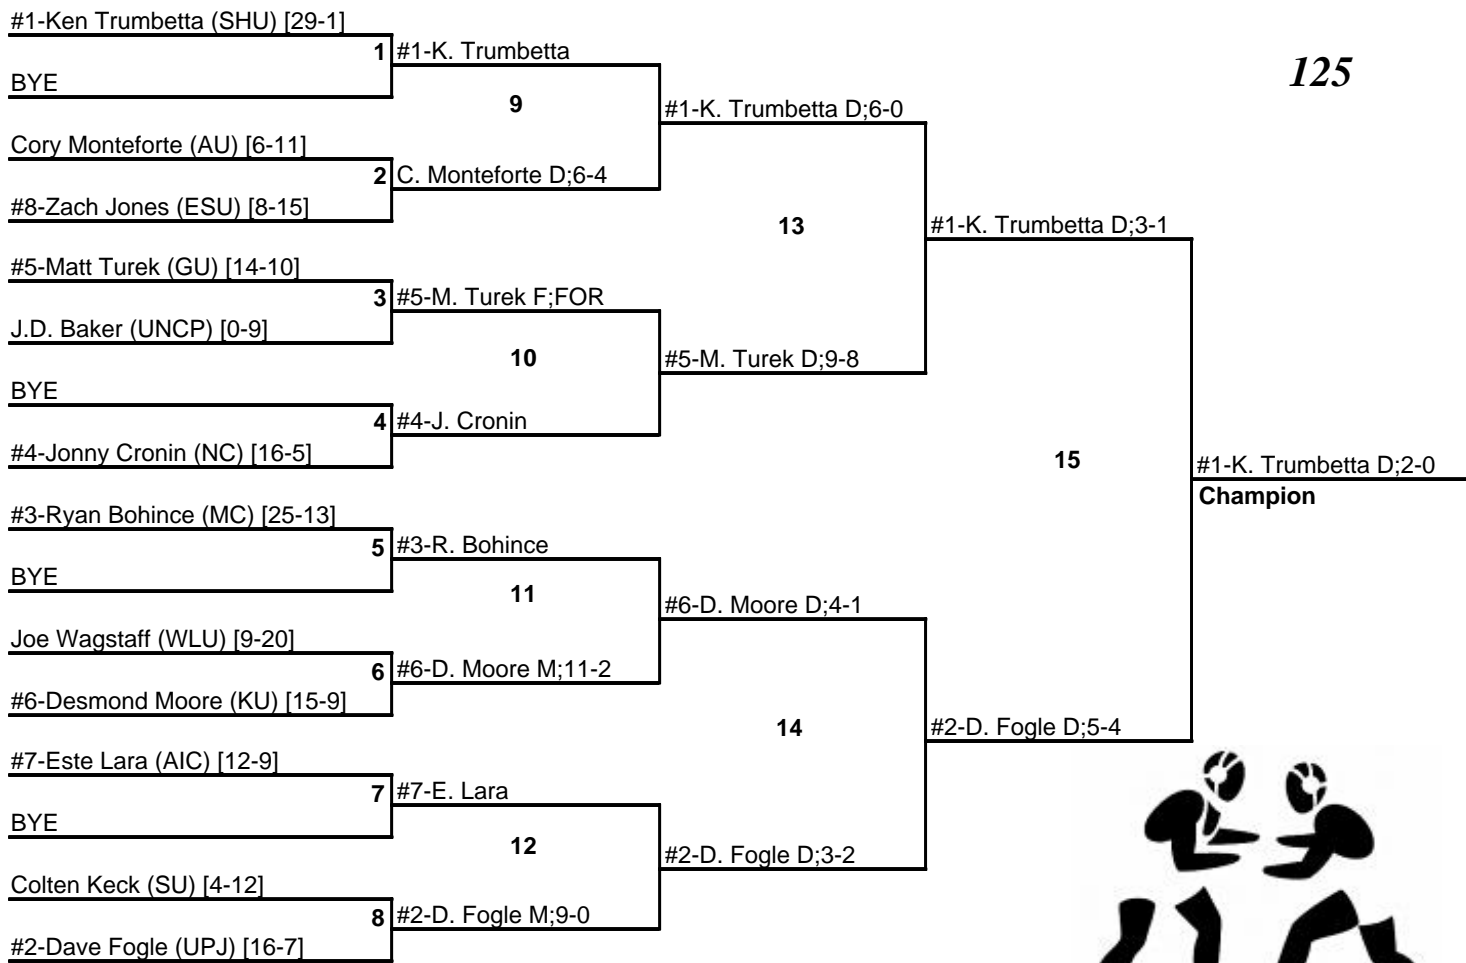 #1-Ken Trumbetta (SHU) [29-1]
1 #1-K. Trumbetta
BYE
125
9
#1-K. Trumbetta D;6-0
Cory Monteforte (AU) [6-11]
2 C. Monteforte D;6-4
#8-Zach Jones (ESU) [8-15]
13
#1-K. Trumbetta D;3-1
#5-Matt Turek (GU) [14-10]
3 #5-M. Turek F;FOR
J.D. Baker (UNCP) [0-9]
10
#5-M. Turek D;9-8
BYE
4 #4-J. Cronin
#4-Jonny Cronin (NC) [16-5]
15
#1-K. Trumbetta D;2-0
Champion
#3-Ryan Bohince (MC) [25-13]
5 #3-R. Bohince
BYE
11
#6-D. Moore D;4-1
Joe Wagstaff (WLU) [9-20]
6 #6-D. Moore M;11-2
#6-Desmond Moore (KU) [15-9]
14
#2-D. Fogle D;5-4
#7-Este Lara (AIC) [12-9]
7 #7-E. Lara
BYE
12
#2-D. Fogle D;3-2
Colten Keck (SU) [4-12]
8 #2-D. Fogle M;9-0
#2-Dave Fogle (UPJ) [16-7]